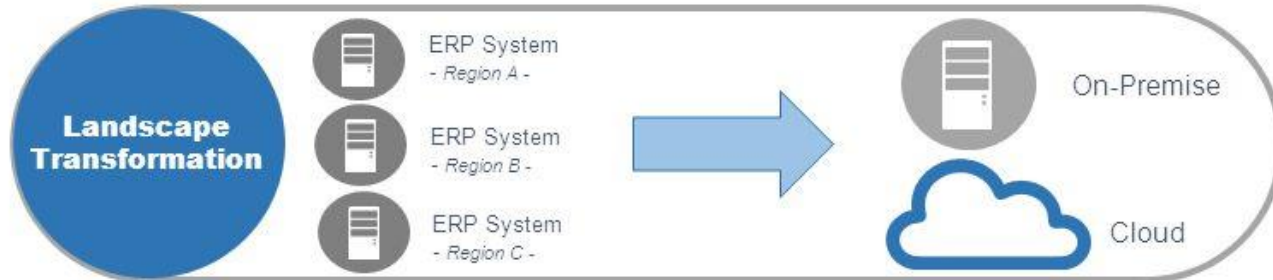 Landscape
Transformation
ERP System
- Region A -
ERP System
- Region B -
ERP System
- Region C -
On-Premise
Cloud